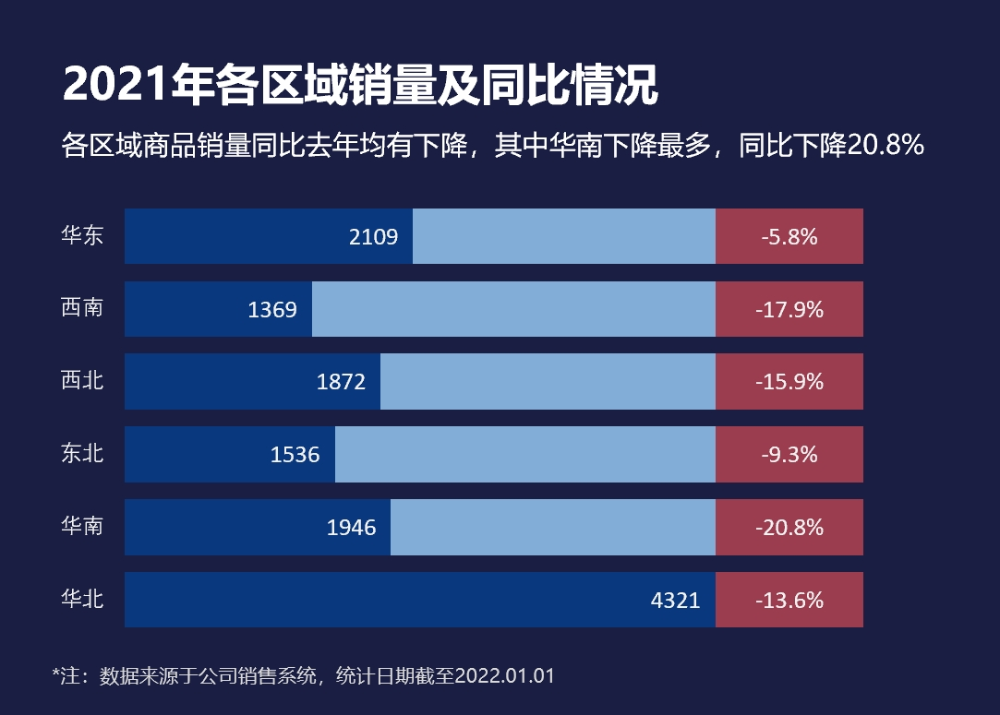 2021年各区域销量及同比情况
各区域商品销量同比去年均有下降，其中华南下降最多，同比下降20.8%
华东 2109 -5.8%
西南 1369 -17.9%
西北 1872 -15.9%
东北 1536 -9.3%
华南 1946 -20.8%
华北 4321 -13.6%
*注：数据来源于公司销售系统，统计日期截至2022.01.01